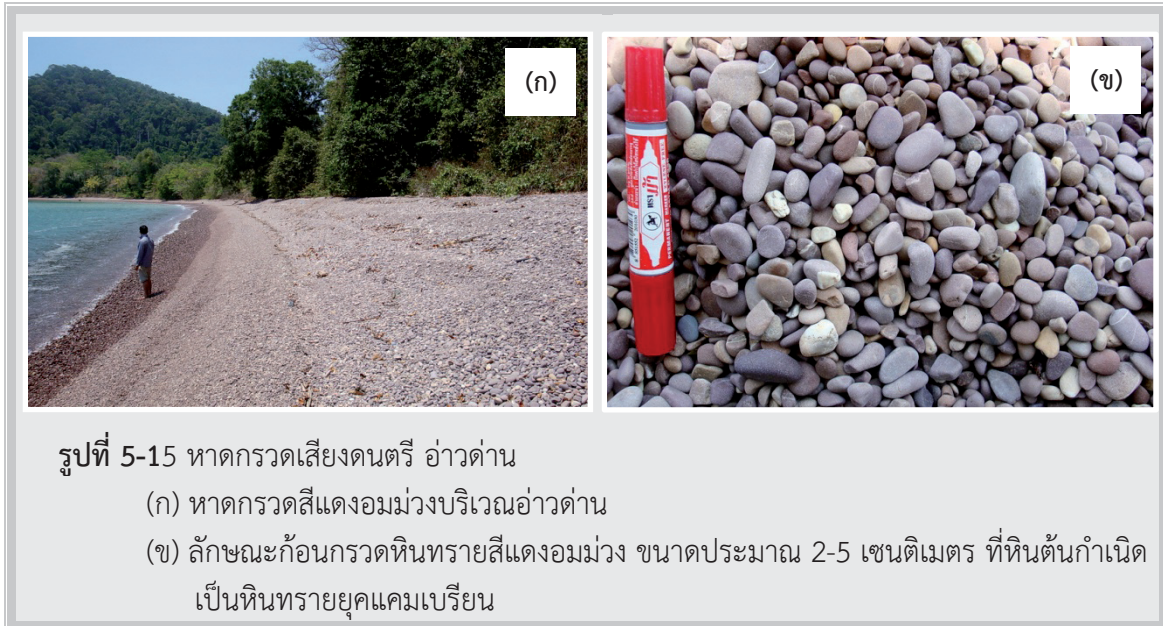 (ก)
(ข)
ตราม้า
PERMANENT
รูปที่ 5-15 หาดกรวดเสียงดนตรี อ่าวด่าน
(ก) หาดกรวดสีแดงอมม่วงบริเวณอ่าวด่าน
(ข) ลักษณะก้อนกรวดหินทรายสีแดงอมม่วง ขนาดประมาณ 2-5 เซนติเมตร ที่หินต้นกำเนิด
เป็นหินทรายยุคแคมเบรียน